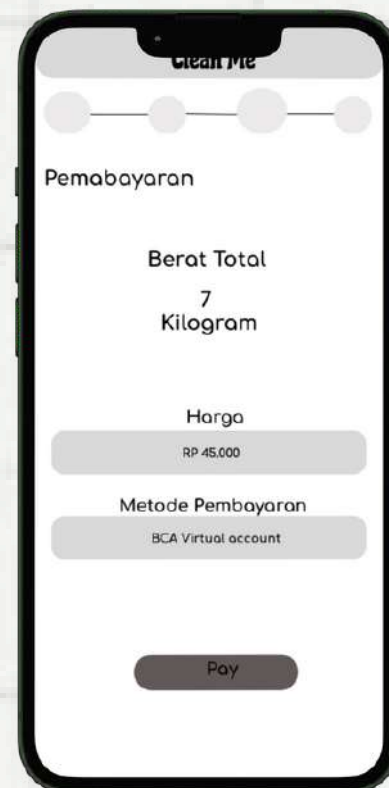 Clean Me
Pemabayaran
Berat Total
7
Kilogram
Harga
RP 45.000
Metode Pembayaran
BCA Virtual account
Pay